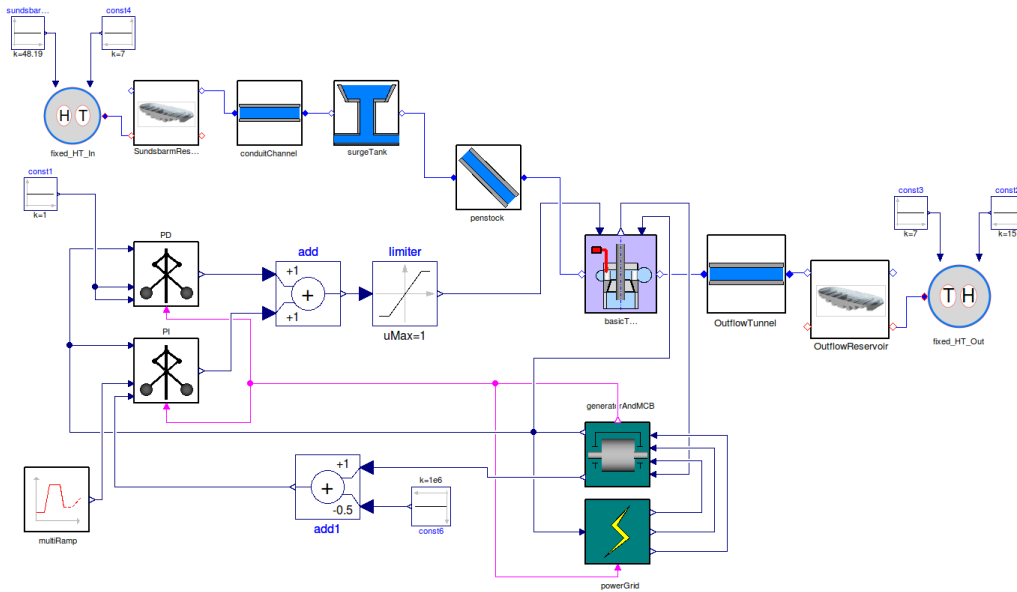 sundsbar...
const4
k=48.19
k=7
H T
fixed_HT_In
SundsbarmRes...
conduitChannel
surgeTank
const1
k=1
penstock
const3
const2
k=7
k=15
PD
add
+1
+
+1
limiter
uMax=1
basicT...
OutflowTunnel
OutflowReservoir
T H
fixed_HT_Out
PI
generatorAndMCB
+1
+
-0.5
add1
k=1e6
const6
multiRamp
powerGrid